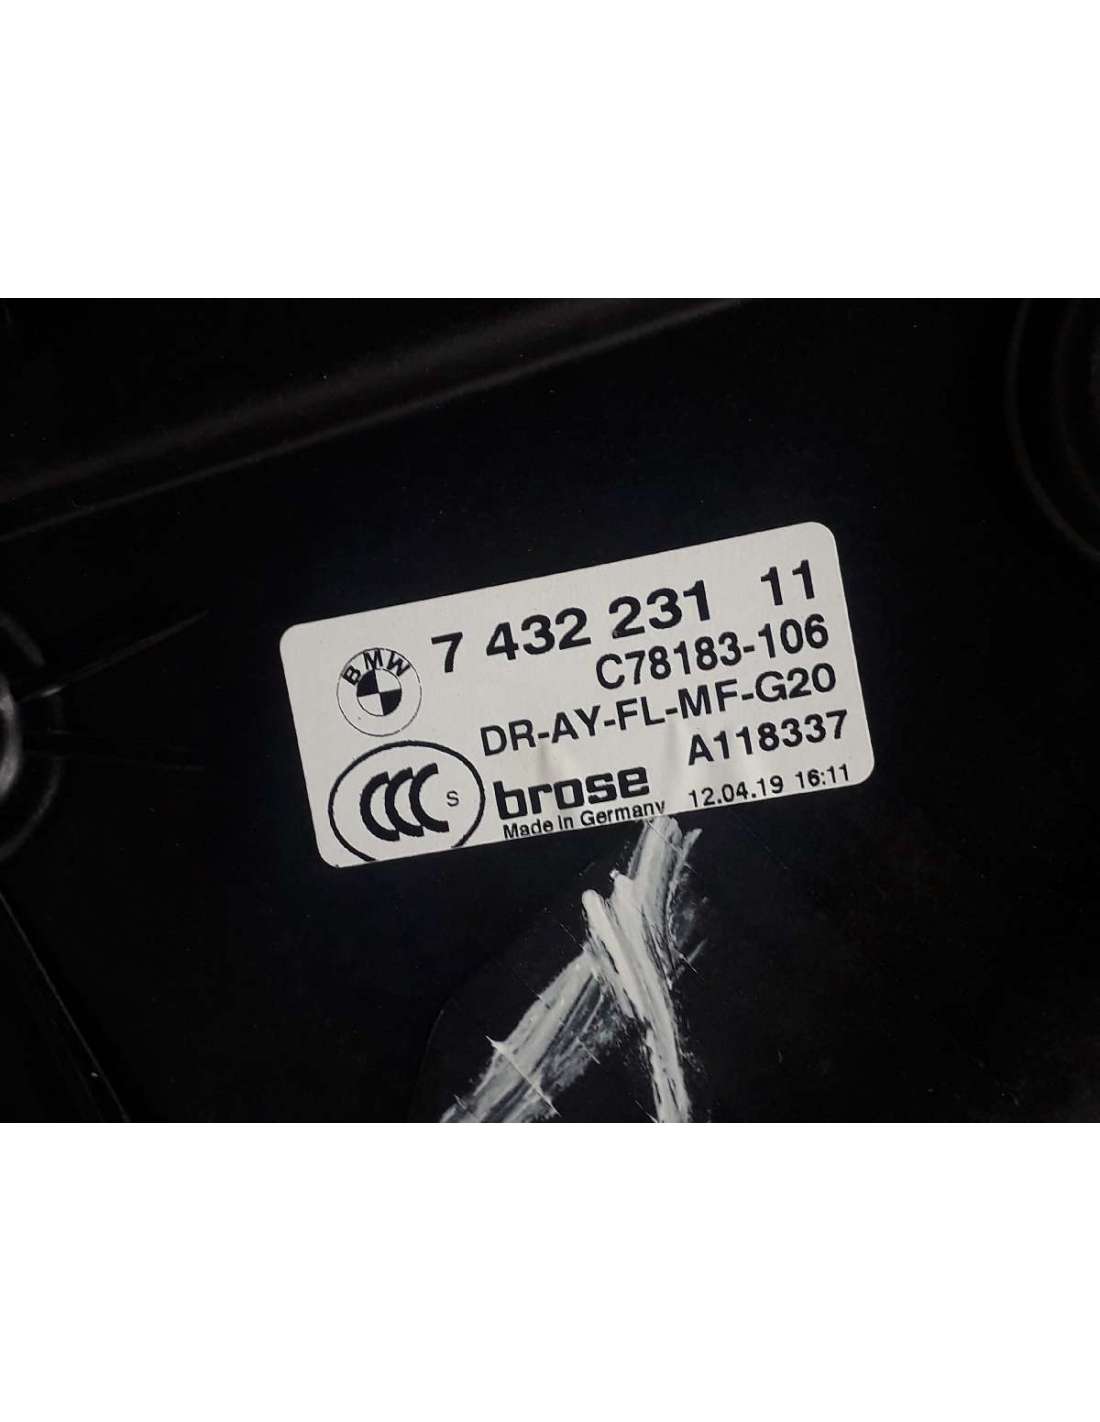 7 432 231 11
C78183-106
BMW
DR-AY-FL-MF-G20
A118337
CCC S
brose
Made In Germany 12.04.19 16:11